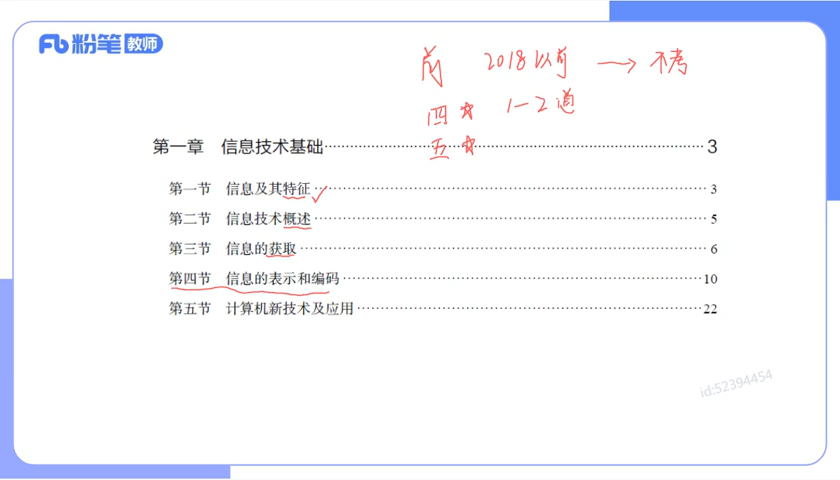 粉笔 教师
前 2018以前 → 不考
四 ☆ 1-2道
五 ☆
第一章 信息技术基础 3
第一节 信息及其特征 3
第二节 信息技术概述 5
第三节 信息的获取 6
第四节 信息的表示和编码 10
第五节 计算机新技术及应用 22
id:52394454